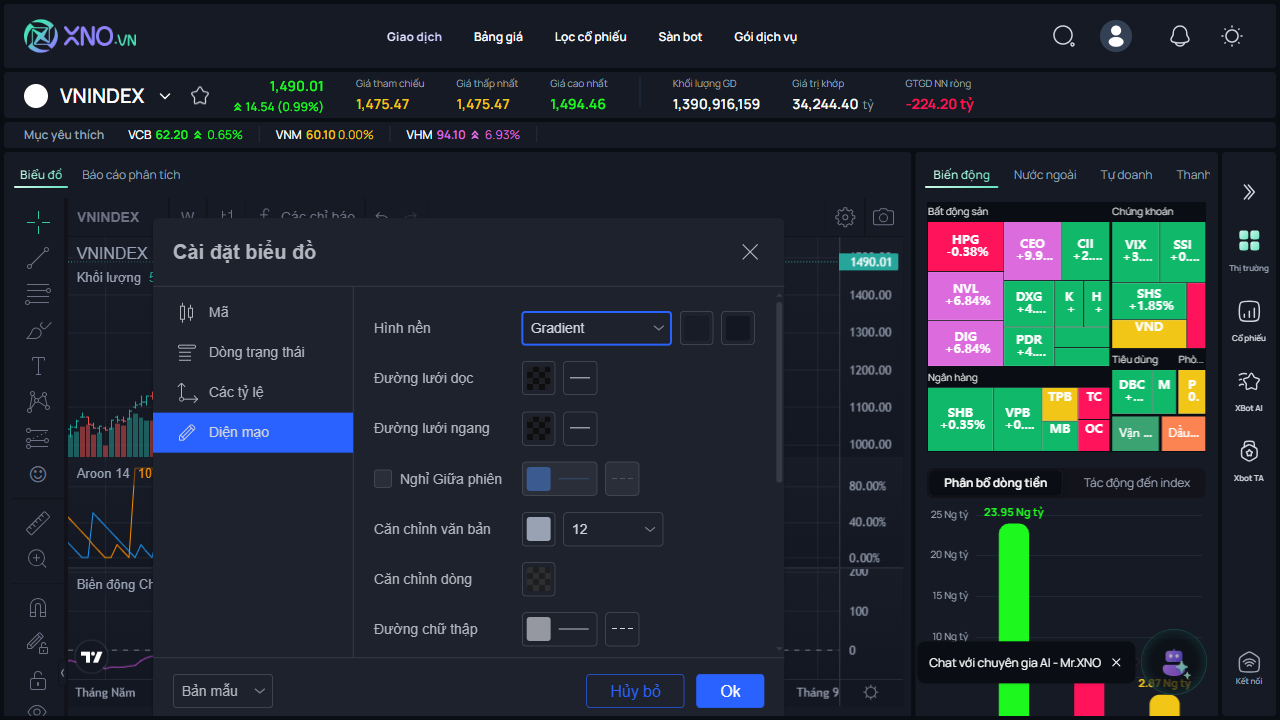 XNO.VN
Giao dịch Bảng giá Lọc cổ phiếu Sàn bot Gói dịch vụ
VNINDEX
1,490.01
14.54 (0.99%)
Giá tham chiếu
1,475.47
Giá thấp nhất
1,475.47
Giá cao nhất
1,494.46
Khối lượng GD
1,390,916,159
Giá trị khớp
34,244.40 tỷ
GTGD NN ròng
-224.20 tỷ
Mục yêu thích VCB 62.20 0.65% VNM 60.10 0.00% VHM 94.10 6.93%
Biểu đồ Báo cáo phân tích
VNINDEX W
VNINDEX
Khối lượng
Aroon 14 10
Biên động Ch
Tháng Năm
Cài đặt biểu đồ
Mã
Dòng trạng thái
Các tỷ lệ
Diện mạo
Hình nền Gradient
Đường lưới dọc
Đường lưới ngang
Nghỉ Giữa phiên
Căn chỉnh văn bản 12
Căn chỉnh dòng
Đường chữ thập
Bản mẫu Hủy bỏ Ok
1490.01
1400.00
1300.00
1200.00
1100.00
1000.00
80.00%
40.00%
0.00%
200
100
0
Tháng 9
Biến động Nước ngoài Tự doanh Thanh
Bất động sản
HPG
-0.38%
CEO
+9.9...
CII
+2....
NVL
+6.84%
DXG
+4....
K
+
H
+
DIG
+6.84%
PDR
+4....
Chứng khoán
VIX
+3....
SSI
+0....
SHS
+1.85%
VND
Ngân hàng
SHB
+0.35%
VPB
+0....
TPB
TC
MB
OC
Tiêu dùng
DBC
+...
M
Phò...
P
0.
Vận ...
Dầu...
Phân bổ dòng tiền Tác động đến index
25 Ng tỷ
23.95 Ng tỷ
20 Ng tỷ
15 Ng tỷ
10 Ng tỷ
Chat với chuyên gia AI - Mr.XNO
Thị trường
Cổ phiếu
XBot AI
Xbot TA
Kết nối